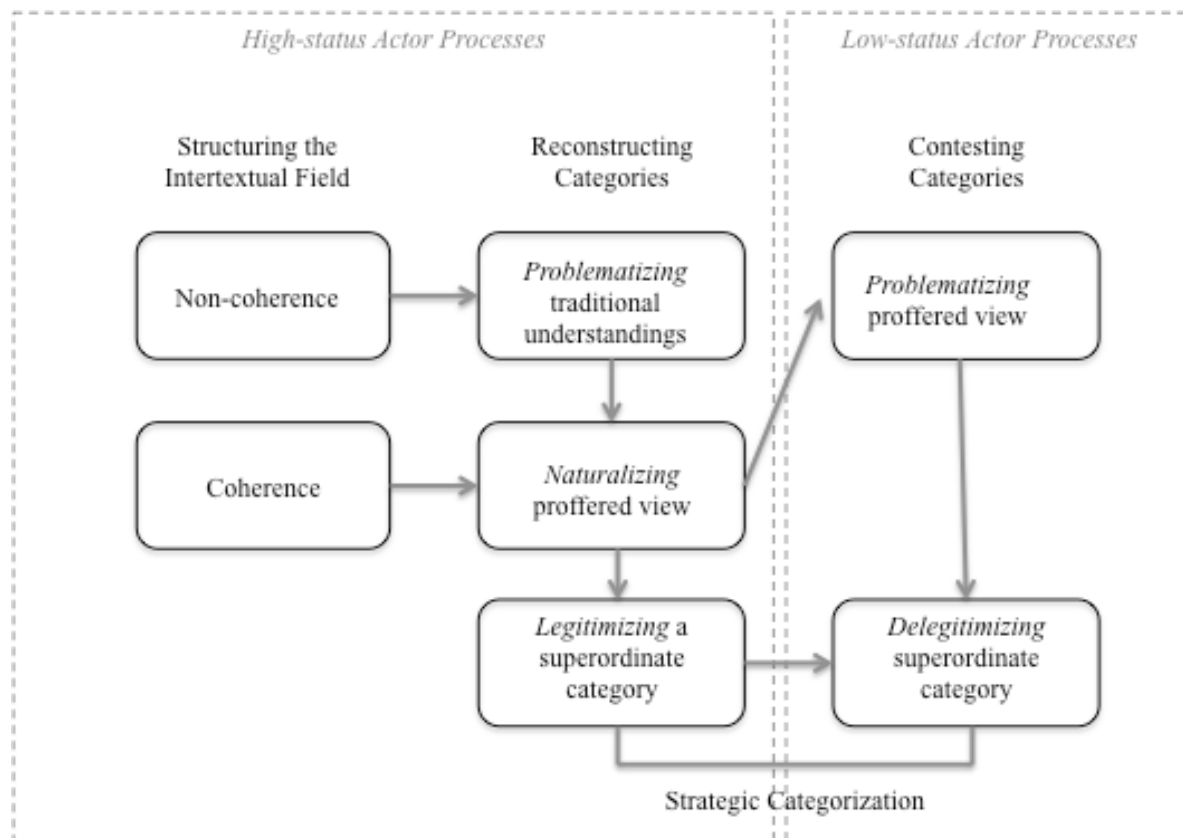 High-status Actor Processes
Low-status Actor Processes
Structuring the
Intertextual Field
Reconstructing
Categories
Contesting
Categories
Non-coherence
Problematizing
traditional
understandings
Problematizing
proffered view
Coherence
Naturalizing
proffered view
Legitimizing a
superordinate
category
Delegitimizing
superordinate
category
Strategic Categorization